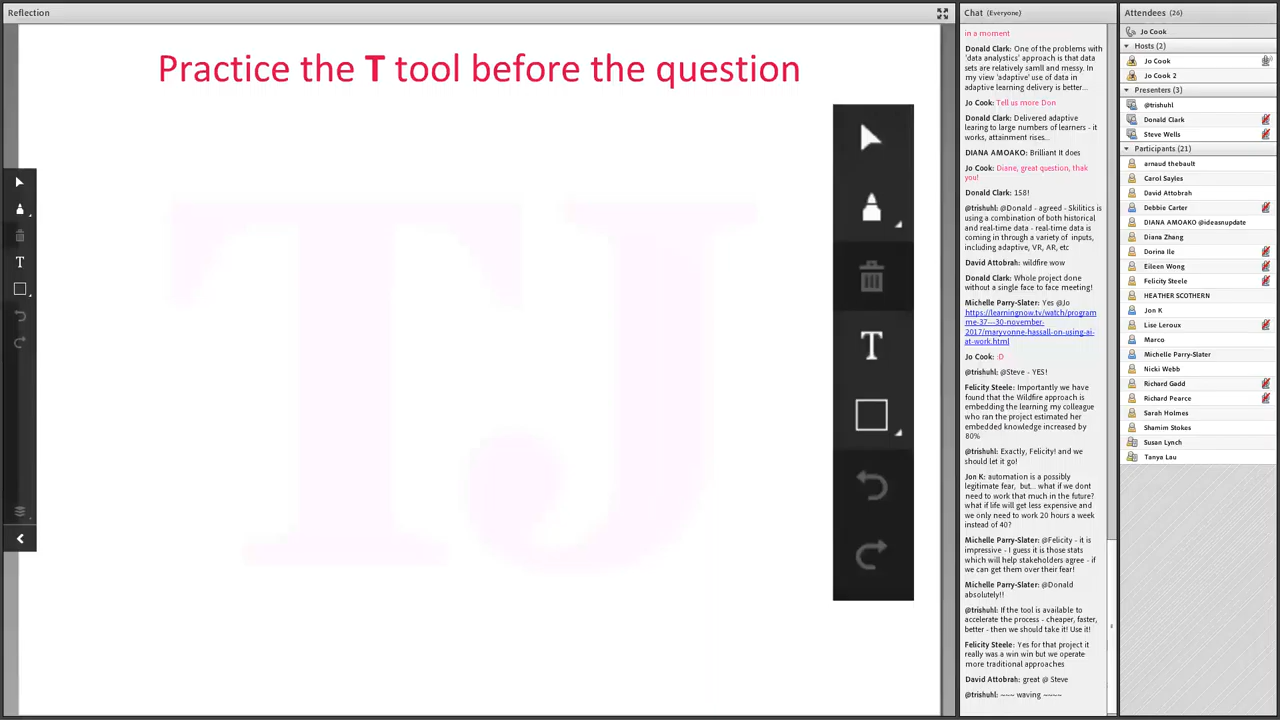 Reflection
Practice the T tool before the question
T
T
TJ
Chat (Everyone)
in a moment
Donald Clark: One of the problems with
'data analystics' approach is that data
sets are relatively samll and messy. In
my view 'adaptive' use of data in
adaptive learning delivery is better...
Jo Cook: Tell us more Don
Donald Clark: Delivered adaptive
learing to large numbers of learners - it
works, attainment rises...
DIANA AMOAKO: Brilliant It does
Jo Cook: Diane, great question, thak
you!
Donald Clark: 158!
@trishuhl: @Donald - agreed - Skilitics is
using a combination of both historical
and real-time data - real-time data is
coming in through a variety of inputs,
including adaptive, VR, AR, etc
David Attobrah: wildfire wow
Donald Clark: Whole project done
without a single face to face meeting!
Michelle Parry-Slater: Yes @Jo
https://learningnow.tv/watch/program
me-37---30-november-
2017/maryvonne-hassall-on-using-ai-
at-work.html
Jo Cook: :D
@trishuhl: @Steve - YES!
Felicity Steele: Importantly we have
found that the Wildfire approach is
embedding the learning my colleague
who ran the project estimated her
embedded knowledge increased by
80%
@trishuhl: Exactly, Felicity! and we
should let it go!
Jon K: automation is a possibly
legitimate fear, but... what if we dont
need to work that much in the future?
what if life will get less expensive and
we only need to work 20 hours a week
instead of 40?
Michelle Parry-Slater: @Felicity - it is
impressive - I guess it is those stats
which will help stakeholders agree - if
we can get them over their fear!
Michelle Parry-Slater: @Donald
absolutely!!
@trishuhl: If the tool is available to
accelerate the process - cheaper, faster,
better - then we should take it! Use it!
Felicity Steele: Yes for that project it
really was a win win but we operate
more traditional approaches
David Attobrah: great @ Steve
@trishuhl: ~~~ waving ~~~~
Attendees (26)
Jo Cook
Hosts (2)
Jo Cook
Jo Cook 2
Presenters (3)
@trishuhl
Donald Clark
Steve Wells
Participants (21)
arnaud thebault
Carol Sayles
David Attobrah
Debbie Carter
DIANA AMOAKO @ideasnupdate
Diana Zhang
Dorina Ile
Eileen Wong
Felicity Steele
HEATHER SCOTHERN
Jon K
Lise Leroux
Marco
Michelle Parry-Slater
Nicki Webb
Richard Gadd
Richard Pearce
Sarah Holmes
Shamim Stokes
Susan Lynch
Tanya Lau